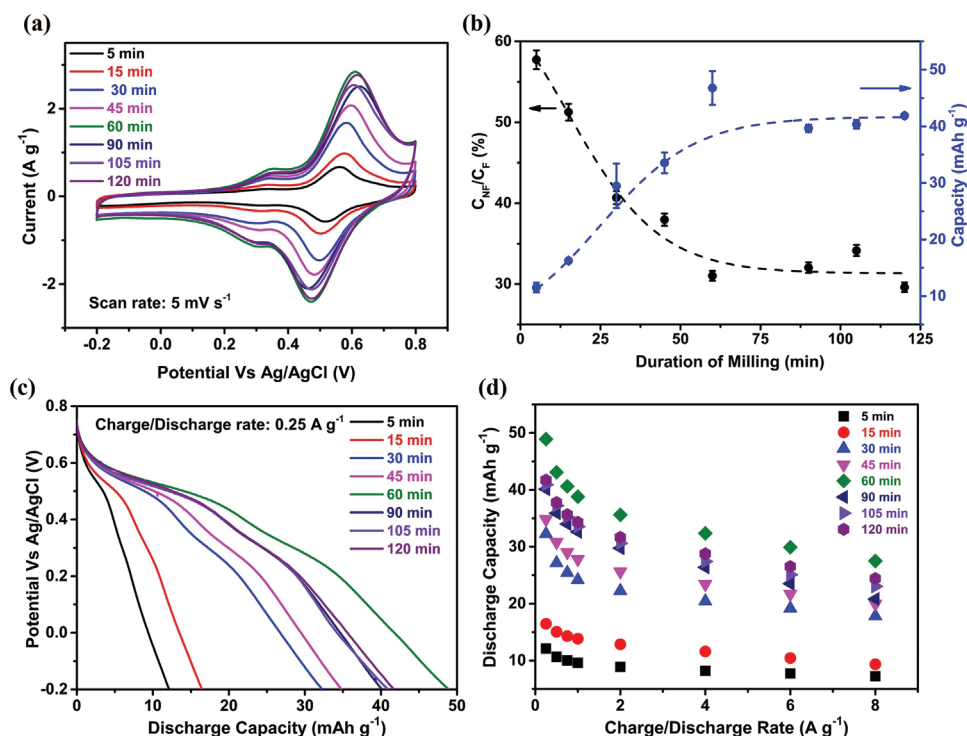 (a)
5 min
15 min
30 min
45 min
60 min
90 min
105 min
120 min
Scan rate: 5 mV s⁻¹
Current (A g⁻¹)
2
0
-2
-0.2 0.0 0.2 0.4 0.6 0.8
Potential Vs Ag/AgCl (V)
(b)
C_NF/C_F (%)
60
50
40
30
50
40
30
20
10
Capacity (mAh g⁻¹)
0 25 50 75 100 125
Duration of Milling (min)
(c)
Charge/Discharge rate: 0.25 A g⁻¹
5 min
15 min
30 min
45 min
60 min
90 min
105 min
120 min
Potential Vs Ag/AgCl (V)
0.8
0.6
0.4
0.2
0.0
-0.2
0 10 20 30 40 50
Discharge Capacity (mAh g⁻¹)
(d)
5 min
15 min
30 min
45 min
60 min
90 min
105 min
120 min
Discharge Capacity (mAh g⁻¹)
50
40
30
20
10
0 2 4 6 8
Charge/Discharge Rate (A g⁻¹)